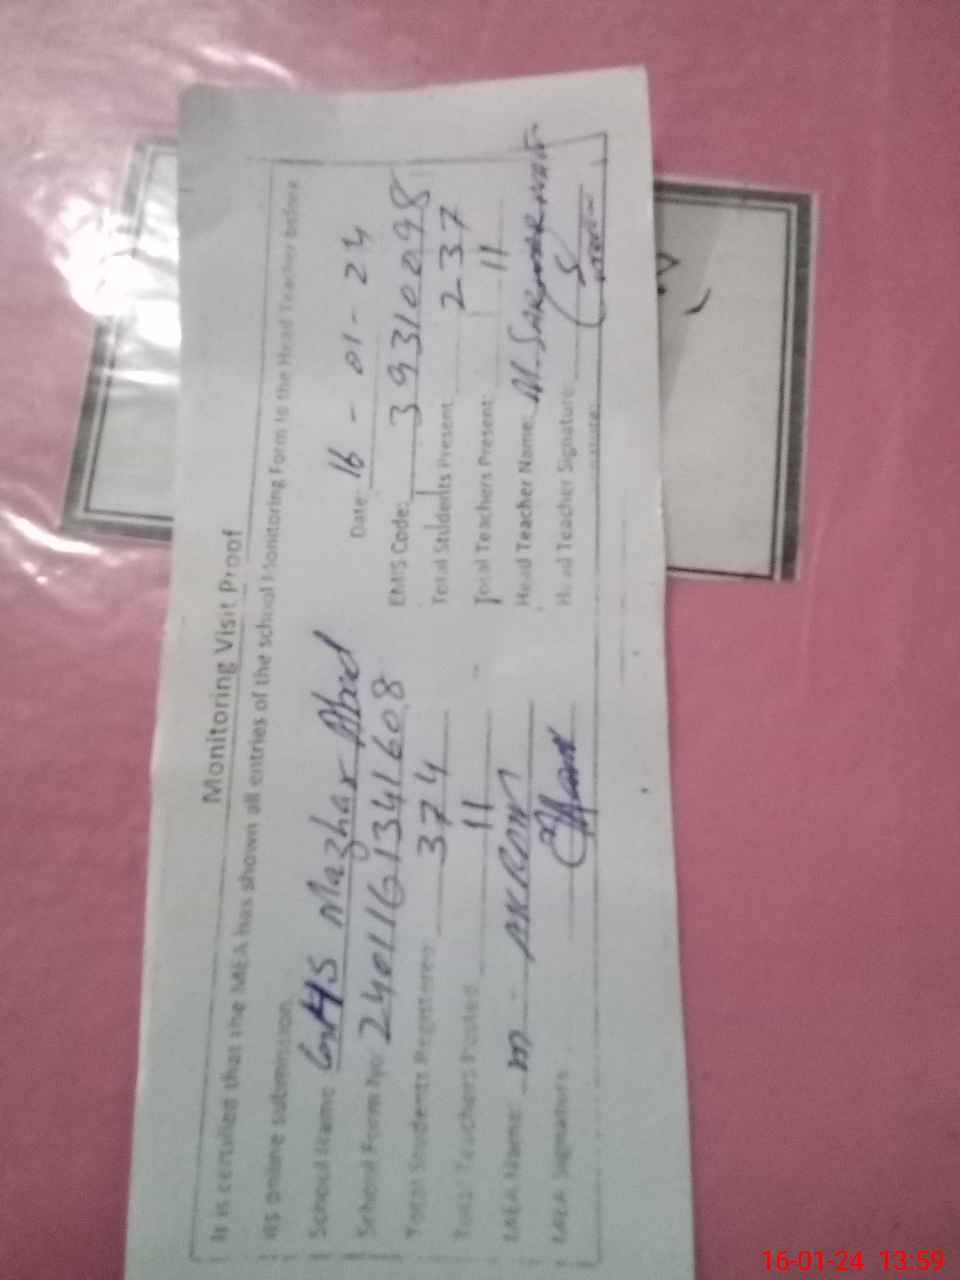 Monitoring Visit Proof
It is certified that the MEA has shown all entries of the school Monitoring Form to the Head Teacher before
its online submission.
Date: 16-01-24
School Name: GHS Mazhar Abad EMIS Code: 39310098
School Form No: 2401161341608 Total Students Present 237
Total Students Registered 374 Total Teachers Present: 11
Total Teachers Posted 11 Head Teacher Name: M. SARWAR
MEA Name: M - AKRAM Head Teacher Signature:
MEA Signature:
16-01-24 13:59